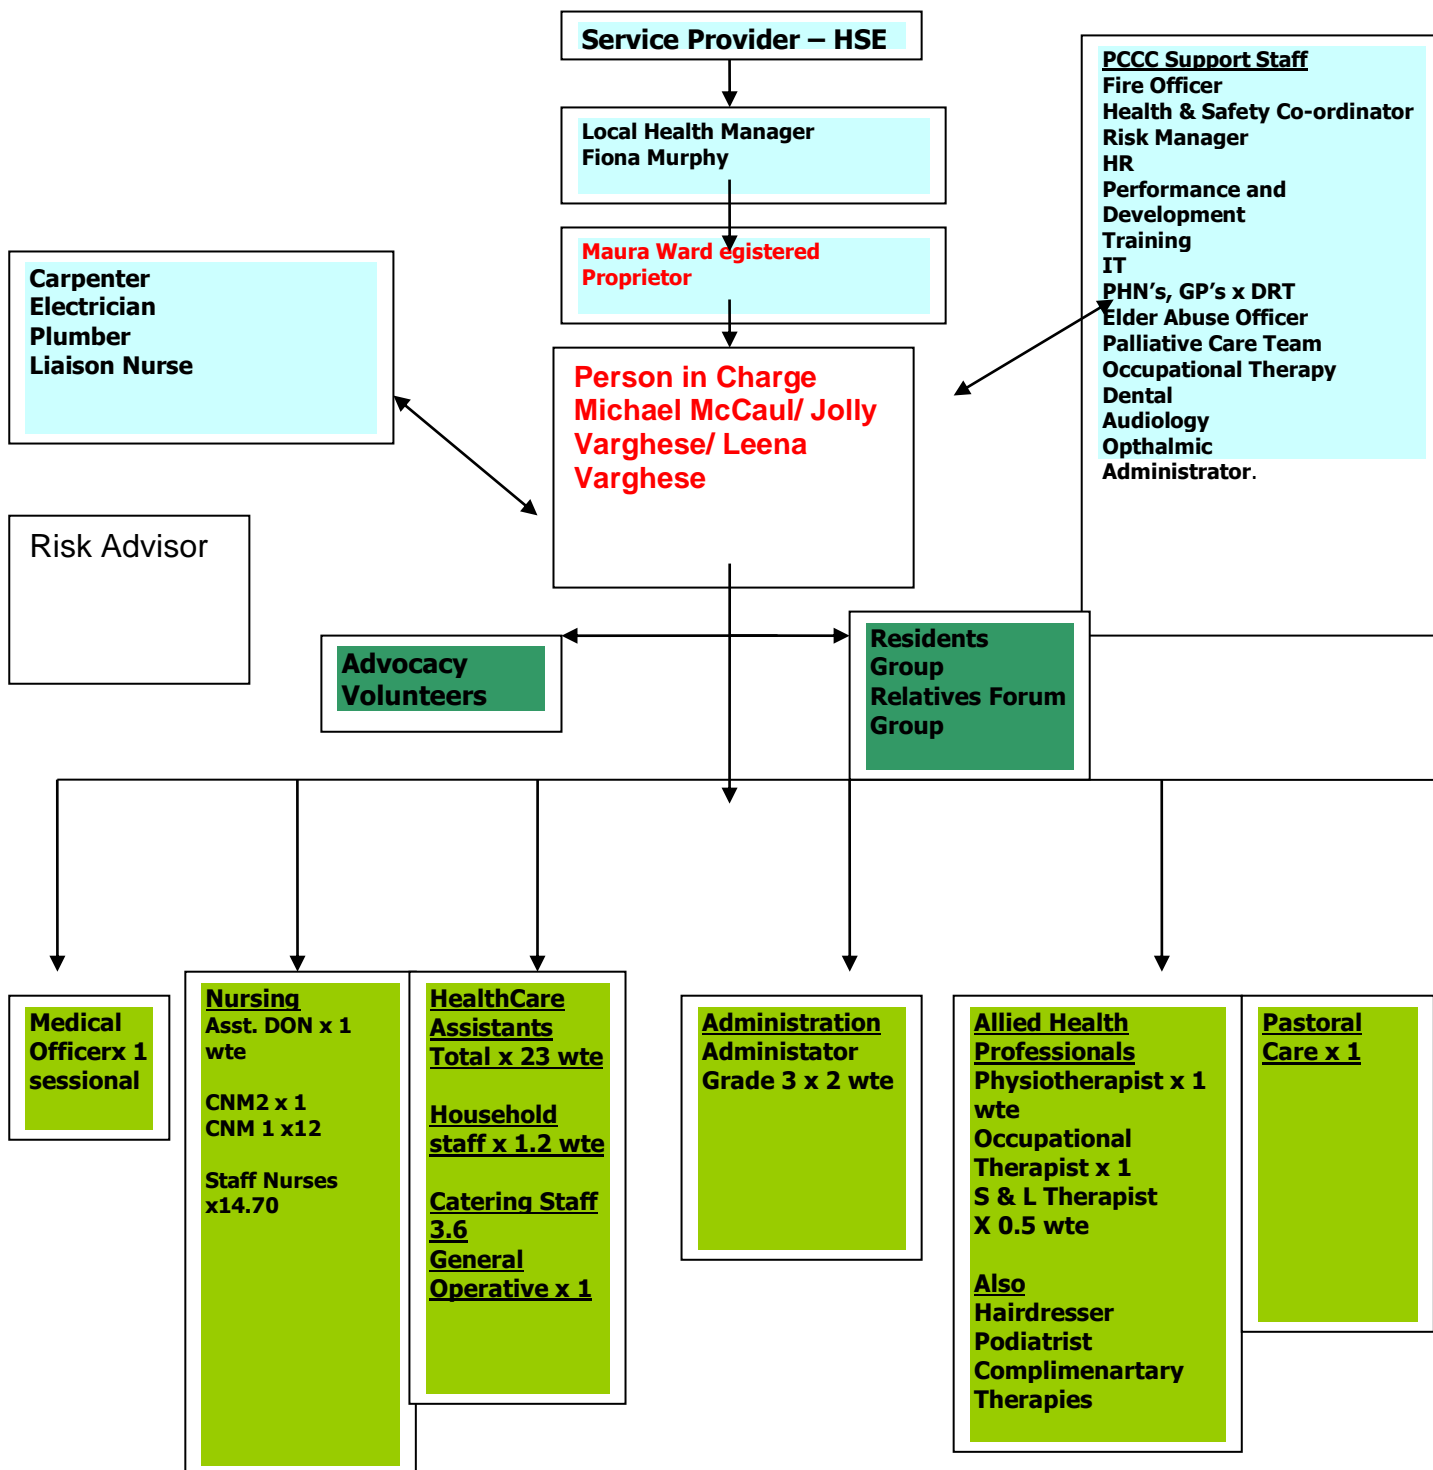 Service Provider – HSE
Local Health Manager
Fiona Murphy
Maura Ward egistered
Proprietor
Person in Charge
Michael McCaul/ Jolly
Varghese/ Leena
Varghese
PCCC Support Staff
Fire Officer
Health & Safety Co-ordinator
Risk Manager
HR
Performance and
Development
Training
IT
PHN’s, GP’s x DRT
Elder Abuse Officer
Palliative Care Team
Occupational Therapy
Dental
Audiology
Opthalmic
Administrator.
Carpenter
Electrician
Plumber
Liaison Nurse
Risk Advisor
Advocacy
Volunteers
Residents
Group
Relatives Forum
Group
Medical
Officerx 1
sessional
Nursing
Asst. DON x 1
wte
CNM2 x 1
CNM 1 x12
Staff Nurses
x14.70
HealthCare
Assistants
Total x 23 wte
Household
staff x 1.2 wte
Catering Staff
3.6
General
Operative x 1
Administration
Administator
Grade 3 x 2 wte
Allied Health
Professionals
Physiotherapist x 1
wte
Occupational
Therapist x 1
S & L Therapist
X 0.5 wte
Also
Hairdresser
Podiatrist
Complimenartary
Therapies
Pastoral
Care x 1